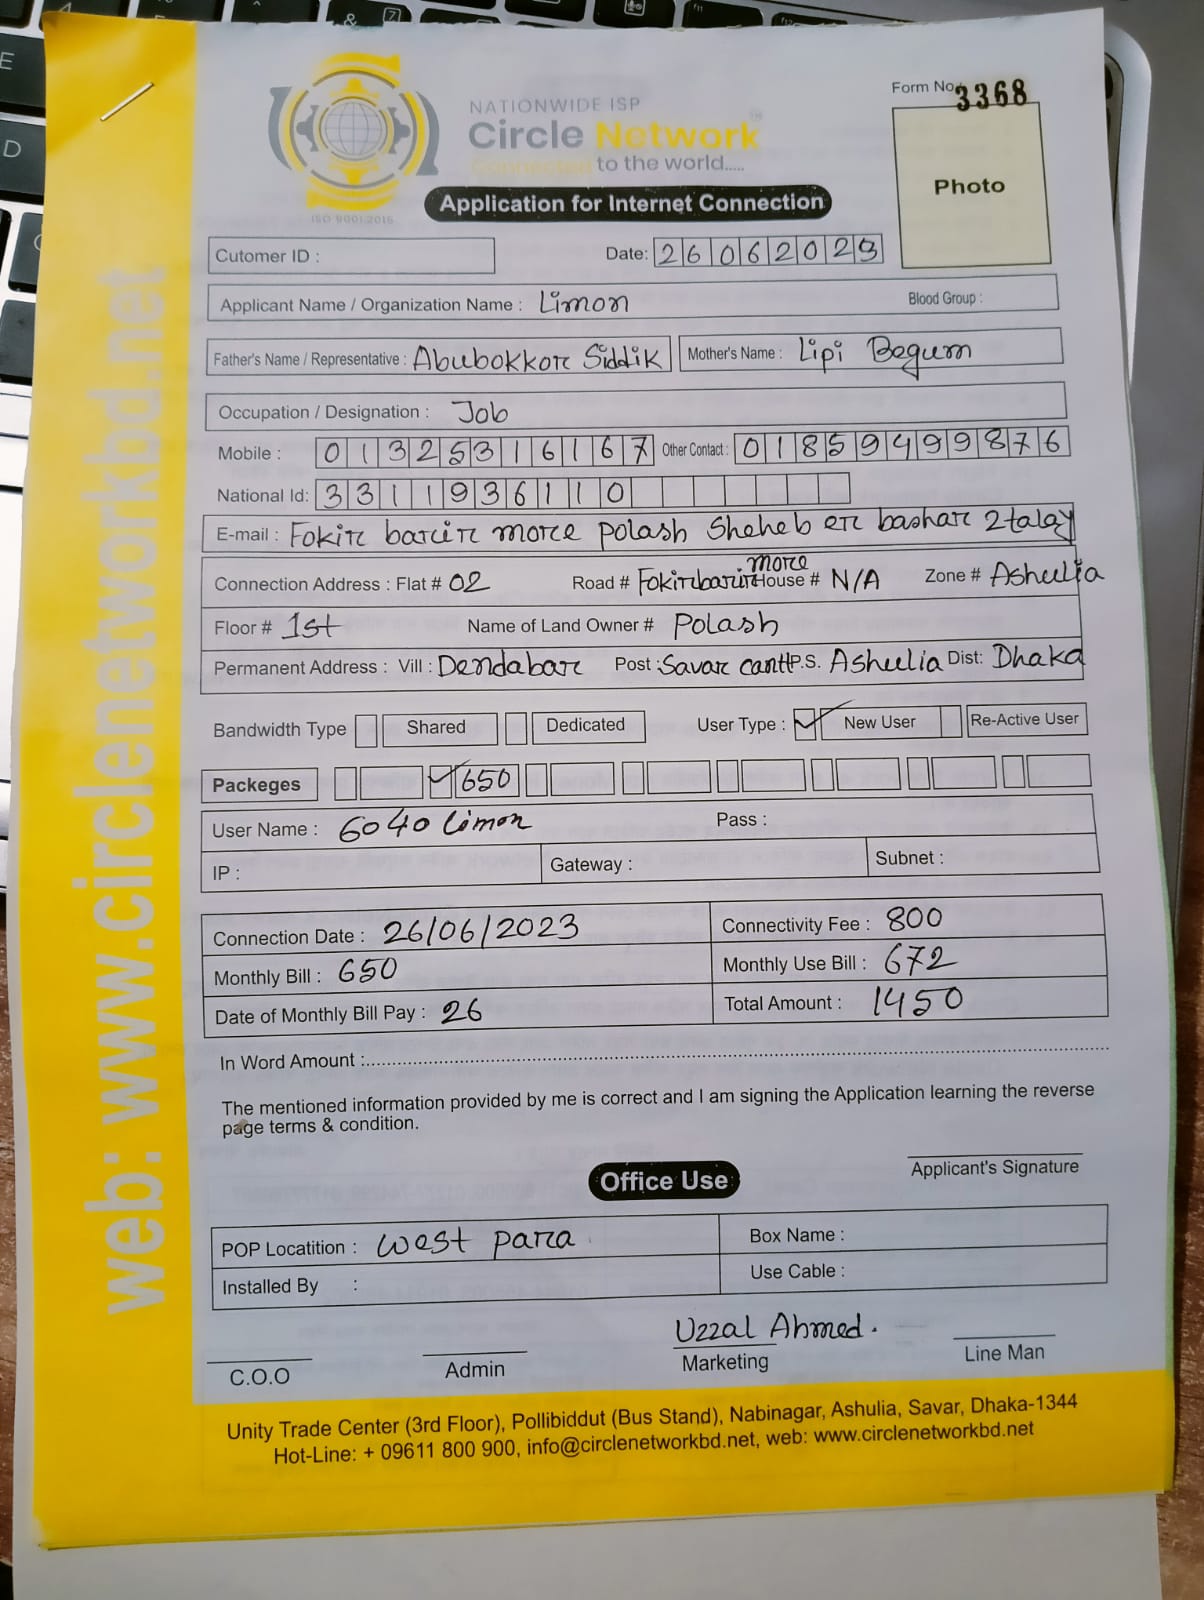 Form No. 3368
NATIONWIDE ISP
Circle Network
Connected to the world.....
ISO 9001:2015
Application for Internet Connection
Photo
Cutomer ID :
Date: 26062023
Applicant Name / Organization Name : Limon
Blood Group :
Father's Name / Representative : Abubokkor Siddik
Mother's Name : Lipi Begum
Occupation / Designation : Job
Mobile : 01325316167 Other Contact : 01859499876
National Id: 3311936110
E-mail : Fokir barir more polash Sheheb er bashar 2 talay
Connection Address : Flat # 02 Road # Fokirbarir more House # N/A Zone # Ashulia
Floor # 1st Name of Land Owner # Polash
Permanent Address : Vill : Dendabar Post : Savar cantt P.S. Ashulia Dist: Dhaka
Bandwidth Type Shared Dedicated User Type : New User Re-Active User
Packeges 650
User Name : 6040 limon Pass :
IP : Gateway : Subnet :
Connection Date : 26/06/2023 Connectivity Fee : 800
Monthly Bill : 650 Monthly Use Bill : 672
Date of Monthly Bill Pay : 26 Total Amount : 1450
In Word Amount :
The mentioned information provided by me is correct and I am signing the Application learning the reverse
page terms & condition.
Applicant's Signature
Office Use
POP Locatition : West para Box Name :
Installed By : Use Cable :
Uzzal Ahmed.
C.O.O Admin Marketing Line Man
Unity Trade Center (3rd Floor), Pollibiddut (Bus Stand), Nabinagar, Ashulia, Savar, Dhaka-1344
Hot-Line: + 09611 800 900, info@circlenetworkbd.net, web: www.circlenetworkbd.net
web: www.circlenetworkbd.net